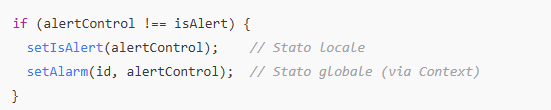 if (alertControl !== isAlert) {
  setIsAlert(alertControl);    // Stato locale
  setAlarm(id, alertControl);  // Stato globale (via Context)
}